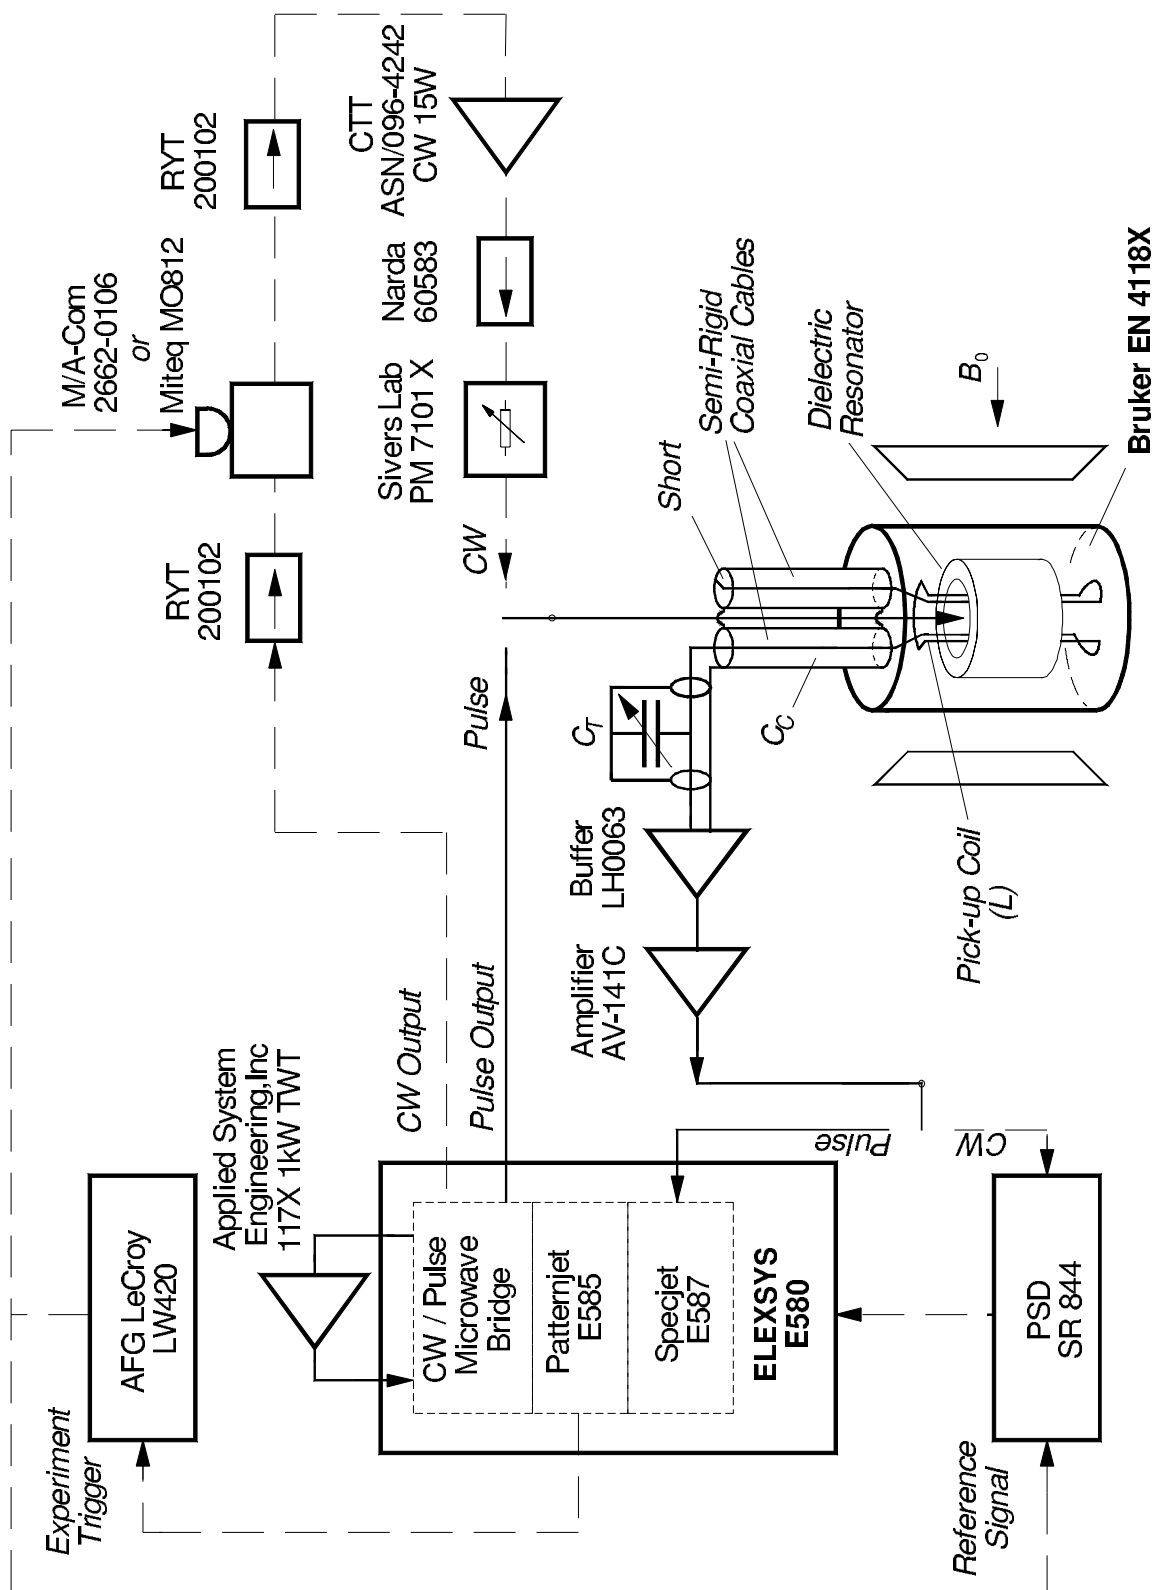 Experiment
Trigger
AFG LeCroy
LW420
Applied System
Engineering,Inc
117X 1kW TWT
CW Output
Pulse Output
CW / Pulse
Microwave
Bridge
Patternjet
E585
Specjet
E587
ELEXSYS
E580
Reference
Signal
PSD
SR 844
Pulse
CW
Amplifier
AV-141C
Buffer
LH0063
Pick-up Coil
(L)
RYT
200102
Pulse
CW
C_T
C_C
Short
Semi-Rigid
Coaxial Cables
Dielectric
Resonator
B_0
Bruker EN 4118X
M/A-Com
2662-0106
or
Miteq MO812
Sivers Lab
PM 7101 X
Narda
60583
RYT
200102
CTT
ASN/096-4242
CW 15W